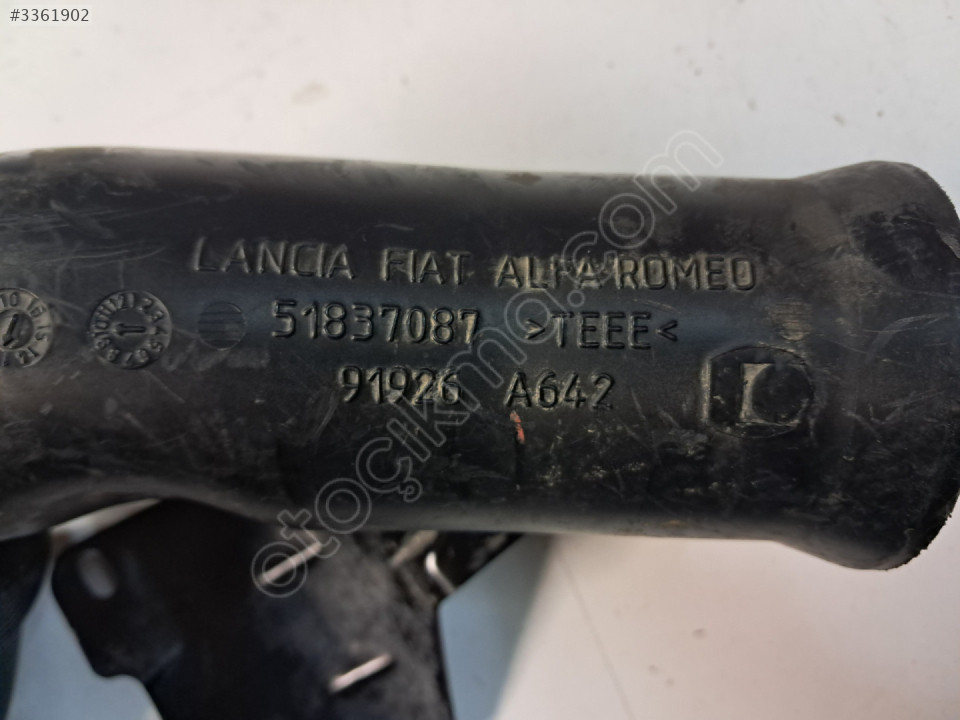 #3361902
LANCIA FIAT ALFA ROMEO
51837087 >TEEE<
91926 A642
L
otoçıkma.com